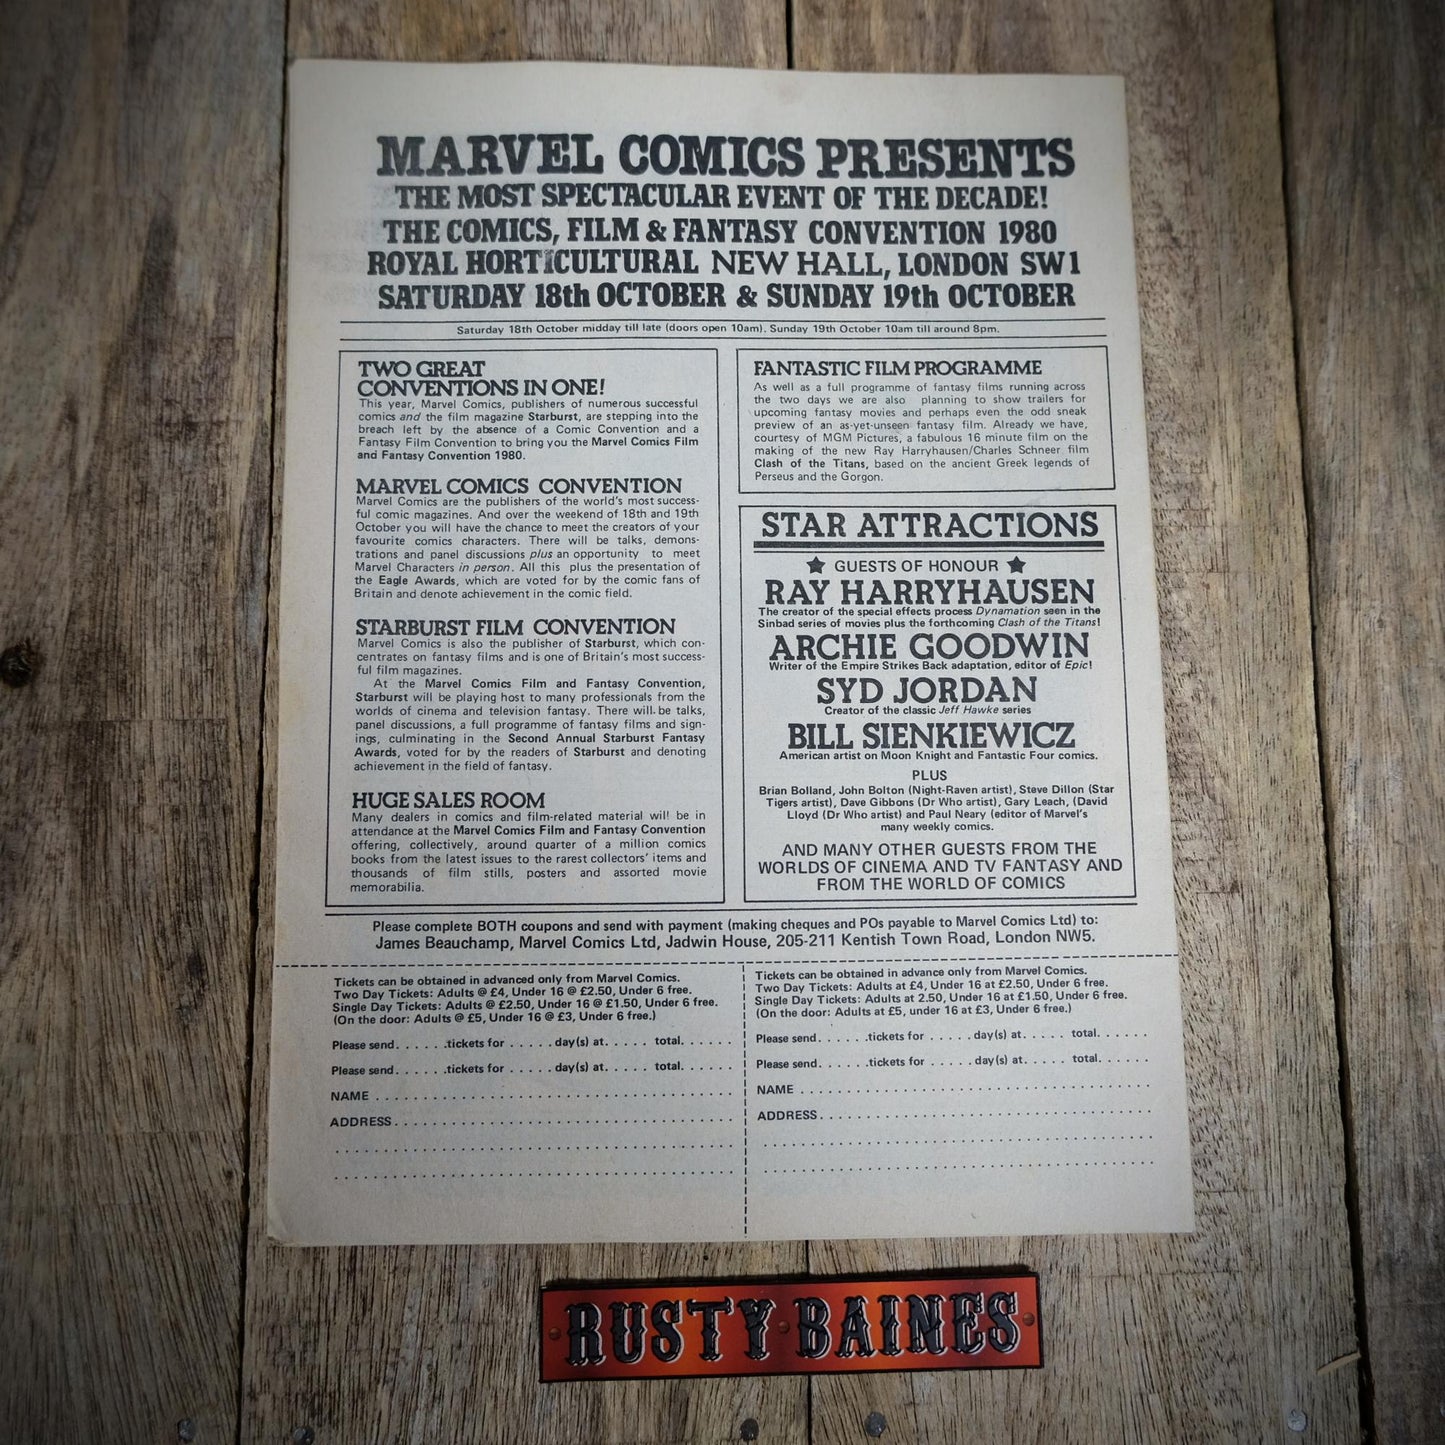 MARVEL COMICS PRESENTS
THE MOST SPECTACULAR EVENT OF THE DECADE!
THE COMICS, FILM & FANTASY CONVENTION 1980
ROYAL HORTICULTURAL NEW HALL, LONDON SW1
SATURDAY 18th OCTOBER & SUNDAY 19th OCTOBER
Saturday 18th October midday till late (doors open 10am). Sunday 19th October 10am till around 8pm.
TWO GREAT
CONVENTIONS IN ONE!
This year, Marvel Comics, publishers of numerous successful
comics and the film magazine Starburst, are stepping into the
breach left by the absence of a Comic Convention and a
Fantasy Film Convention to bring you the Marvel Comics Film
and Fantasy Convention 1980.
MARVEL COMICS CONVENTION
Marvel Comics are the publishers of the world's most success-
ful comic magazines. And over the weekend of 18th and 19th
October you will have the chance to meet the creators of your
favourite comics characters. There will be talks, demons-
trations and panel discussions plus an opportunity to meet
Marvel Characters in person. All this plus the presentation of
the Eagle Awards, which are voted for by the comic fans of
Britain and denote achievement in the comic field.
STARBURST FILM CONVENTION
Marvel Comics is also the publisher of Starburst, which con-
centrates on fantasy films and is one of Britain's most success-
ful film magazines.
At the Marvel Comics Film and Fantasy Convention,
Starburst will be playing host to many professionals from the
worlds of cinema and television fantasy. There will be talks,
panel discussions, a full programme of fantasy films and sign-
ings, culminating in the Second Annual Starburst Fantasy
Awards, voted for by the readers of Starburst and denoting
achievement in the field of fantasy.
HUGE SALES ROOM
Many dealers in comics and film-related material will be in
attendance at the Marvel Comics Film and Fantasy Convention
offering, collectively, around quarter of a million comics
books from the latest issues to the rarest collectors' items and
thousands of film stills, posters and assorted movie
memorabilia.
FANTASTIC FILM PROGRAMME
As well as a full programme of fantasy films running across
the two days we are also planning to show trailers for
upcoming fantasy movies and perhaps even the odd sneak
preview of an as-yet-unseen fantasy film. Already we have,
courtesy of MGM Pictures, a fabulous 16 minute film on the
making of the new Ray Harryhausen/Charles Schneer film
Clash of the Titans, based on the ancient Greek legends of
Perseus and the Gorgon.
STAR ATTRACTIONS
★ GUESTS OF HONOUR ★
RAY HARRYHAUSEN
The creator of the special effects process Dynamation seen in the
Sinbad series of movies plus the forthcoming Clash of the Titans!
ARCHIE GOODWIN
Writer of the Empire Strikes Back adaptation, editor of Epic!
SYD JORDAN
Creator of the classic Jeff Hawke series
BILL SIENKIEWICZ
American artist on Moon Knight and Fantastic Four comics.
PLUS
Brian Bolland, John Bolton (Night-Raven artist), Steve Dillon (Star
Tigers artist), Dave Gibbons (Dr Who artist), Gary Leach, (David
Lloyd (Dr Who artist) and Paul Neary (editor of Marvel's
many weekly comics.
AND MANY OTHER GUESTS FROM THE
WORLDS OF CINEMA AND TV FANTASY AND
FROM THE WORLD OF COMICS
Please complete BOTH coupons and send with payment (making cheques and POs payable to Marvel Comics Ltd) to:
James Beauchamp, Marvel Comics Ltd, Jadwin House, 205-211 Kentish Town Road, London NW5.
Tickets can be obtained in advanced only from Marvel Comics.
Two Day Tickets: Adults @ £4, Under 16 @ £2.50, Under 6 free.
Single Day Tickets: Adults @ £2.50, Under 16 @ £1.50, Under 6 free.
(On the door: Adults @ £5, Under 16 @ £3, Under 6 free.)
Please send. . . . . .tickets for . . . . . day(s) at. . . . . total. . . . . .
Please send. . . . . .tickets for . . . . . day(s) at. . . . . total. . . . . .
NAME . . . . . . . . . . . . . . . . . . . . . . . . . . . . . . . . . . .
ADDRESS. . . . . . . . . . . . . . . . . . . . . . . . . . . . . . . . .
Tickets can be obtained in advance only from Marvel Comics.
Two Day Tickets: Adults at £4, Under 16 at £2.50, Under 6 free.
Single Day Tickets: Adults at 2.50, Under 16 at £1.50, Under 6 free.
(On the door: Adults at £5, under 16 at £3, Under 6 free.)
Please send. . . . . .tickets for . . . . . day(s) at. . . . . total. . . . . .
Please send. . . . . .tickets for . . . . . day(s) at. . . . . total. . . . . .
NAME . . . . . . . . . . . . . . . . . . . . . . . . . . . . . . . . . . .
ADDRESS. . . . . . . . . . . . . . . . . . . . . . . . . . . . . . . . .
RUSTY BAINES